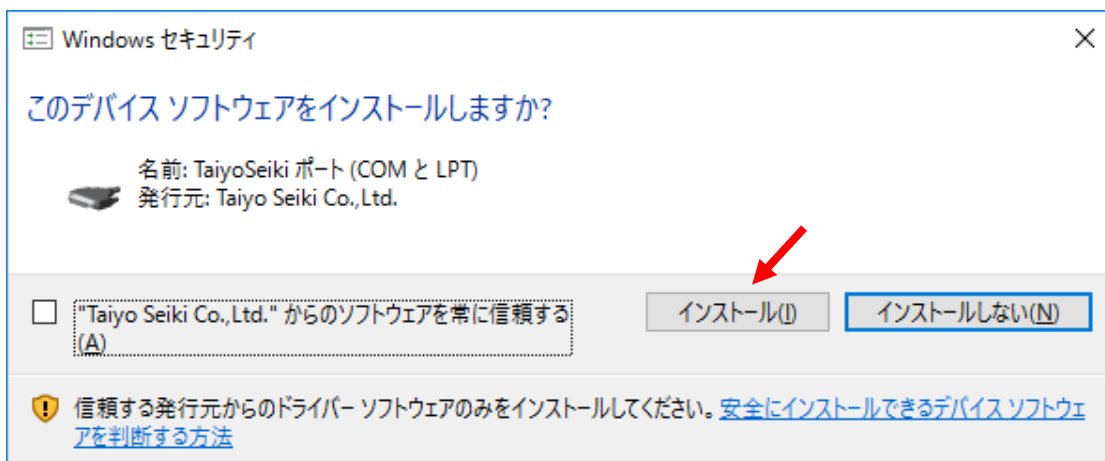 Windows セキュリティ
このデバイス ソフトウェアをインストールしますか?
名前: TaiyoSeiki ポート (COM と LPT)
発行元: Taiyo Seiki Co.,Ltd.
"Taiyo Seiki Co.,Ltd." からのソフトウェアを常に信頼する
(A)
インストール(I)
インストールしない(N)
信頼する発行元からのドライバー ソフトウェアのみをインストールしてください。安全にインストールできるデバイス ソフトウェ
アを判断する方法